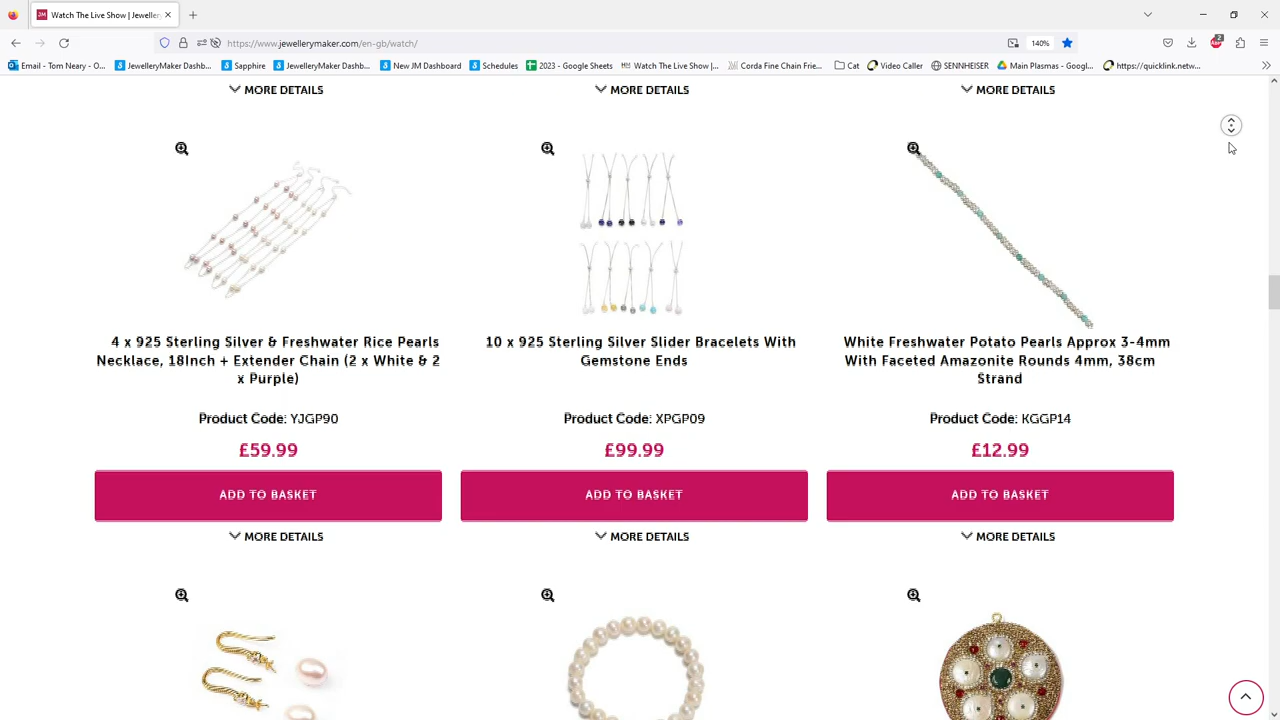 Watch The Live Show | Jeweller
https://www.jewellerymaker.com/en-gb/watch/
140%
2
Email - Tom Neary - O...
JewelleryMaker Dashb...
Sapphire
JewelleryMaker Dashb...
New JM Dashboard
Schedules
2023 - Google Sheets
Watch The Live Show |...
Corda Fine Chain Frie...
Cat
Video Caller
SENNHEISER
Main Plasmas - Googl...
https://quicklink.netw...
MORE DETAILS
MORE DETAILS
MORE DETAILS
4 x 925 Sterling Silver & Freshwater Rice Pearls
Necklace, 18Inch + Extender Chain (2 x White & 2
x Purple)
Product Code: YJGP90
£59.99
ADD TO BASKET
MORE DETAILS
10 x 925 Sterling Silver Slider Bracelets With
Gemstone Ends
Product Code: XPGP09
£99.99
ADD TO BASKET
MORE DETAILS
White Freshwater Potato Pearls Approx 3-4mm
With Faceted Amazonite Rounds 4mm, 38cm
Strand
Product Code: KGGP14
£12.99
ADD TO BASKET
MORE DETAILS